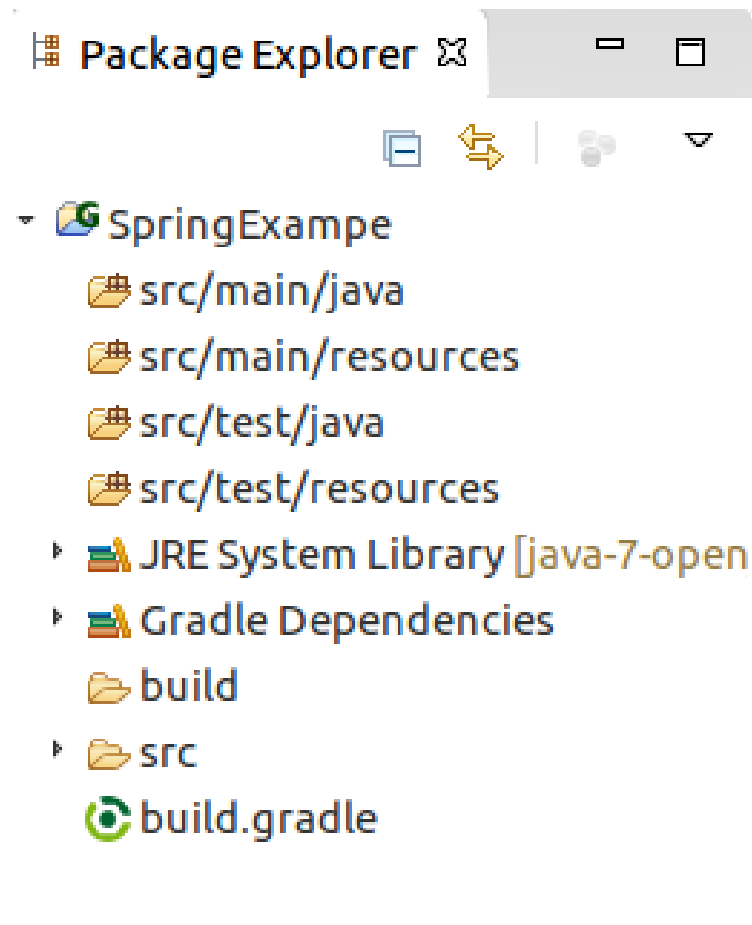 Package Explorer
SpringExampe
src/main/java
src/main/resources
src/test/java
src/test/resources
JRE System Library [java-7-open
Gradle Dependencies
build
src
build.gradle